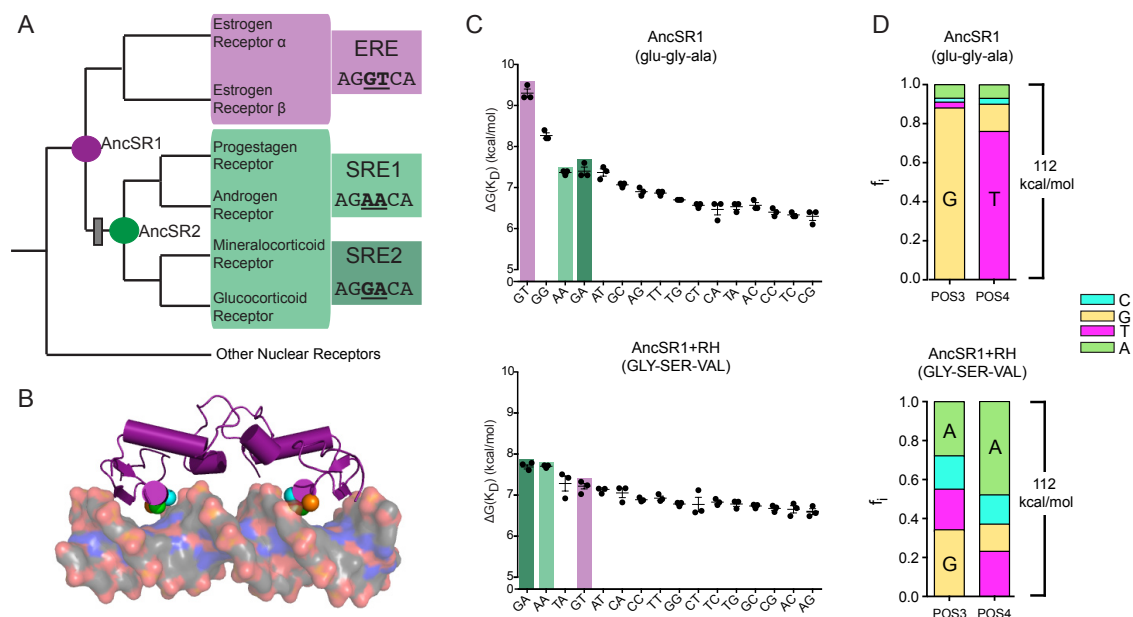 A
Estrogen
Receptor α
Estrogen
Receptor β
ERE
AGGTCA
AncSR1
Progestagen
Receptor
Androgen
Receptor
SRE1
AGAACA
AncSR2
Mineralocorticoid
Receptor
Glucocorticoid
Receptor
SRE2
AGGACA
Other Nuclear Receptors
B
C
AncSR1
(glu-gly-ala)
ΔG(KD) (kcal/mol)
10
9
8
7
6
5
GT GG AA GA AT GC AG TT TG CT CA TA AC CC TC CG
AncSR1+RH
(GLY-SER-VAL)
ΔG(KD) (kcal/mol)
10
9
8
7
6
5
GA AA TA GT AT CA CC TT GG CT TC TG GC CG AC AG
D
AncSR1
(glu-gly-ala)
fi
1.0
0.8
0.6
0.4
0.2
0.0
G
T
POS3 POS4
112
kcal/mol
C
G
T
A
AncSR1+RH
(GLY-SER-VAL)
fi
1.0
0.8
0.6
0.4
0.2
0.0
A
G
A
POS3 POS4
112
kcal/mol